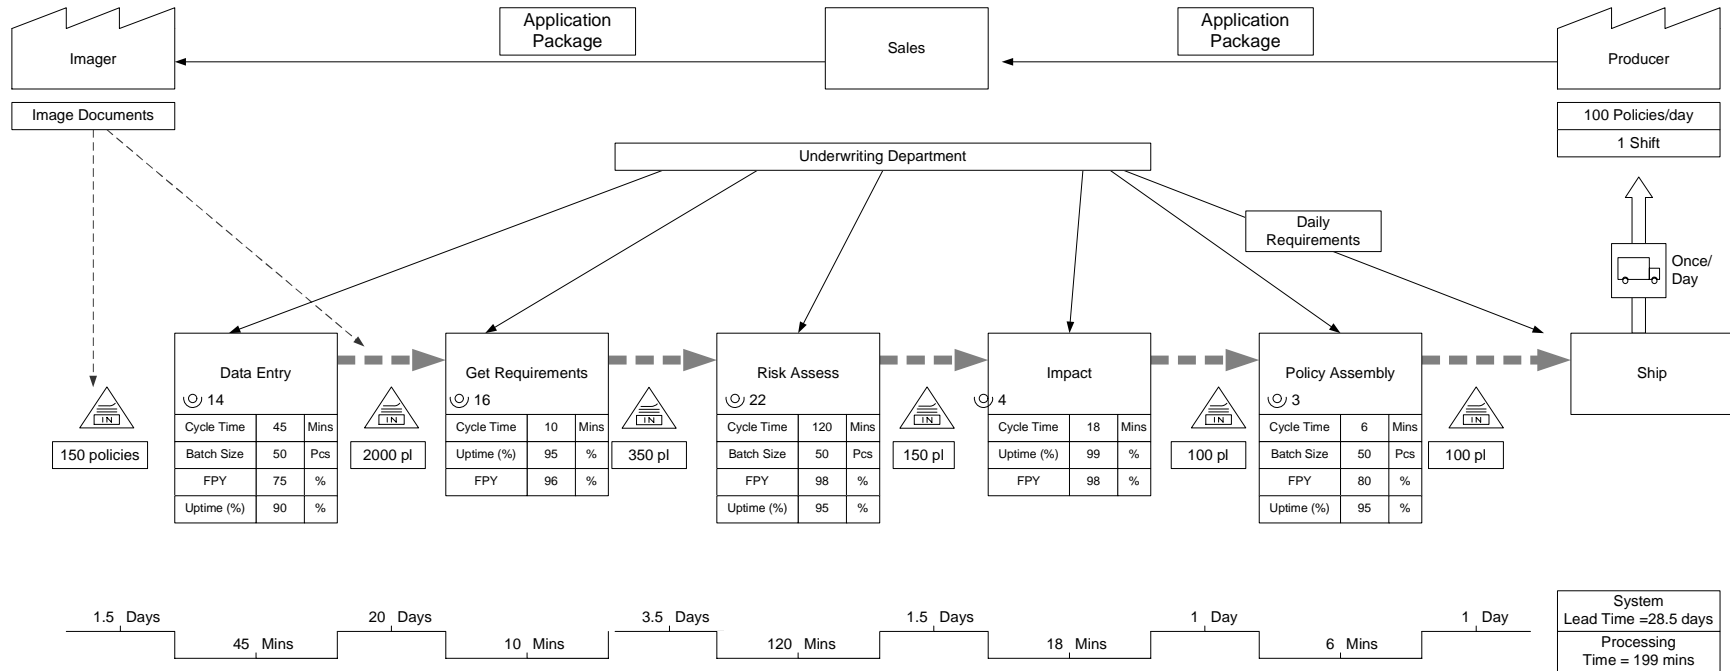 Imager
Application
Package
Sales
Application
Package
Producer
Image Documents
100 Policies/day
1 Shift
Underwriting Department
Daily
Requirements
Once/
Day
Data Entry
14
Get Requirements
16
Risk Assess
22
Impact
4
Policy Assembly
3
Ship
IN
150 policies
Cycle Time 45 Mins
Batch Size 50 Pcs
FPY 75 %
Uptime (%) 90 %
IN
2000 pl
Cycle Time 10 Mins
Uptime (%) 95 %
FPY 96 %
IN
350 pl
Cycle Time 120 Mins
Batch Size 50 Pcs
FPY 98 %
Uptime (%) 95 %
IN
150 pl
Cycle Time 18 Mins
Uptime (%) 99 %
FPY 98 %
IN
100 pl
Cycle Time 6 Mins
Batch Size 50 Pcs
FPY 80 %
Uptime (%) 95 %
IN
100 pl
1.5 Days
45 Mins
20 Days
10 Mins
3.5 Days
120 Mins
1.5 Days
18 Mins
1 Day
6 Mins
1 Day
System
Lead Time =28.5 days
Processing
Time = 199 mins